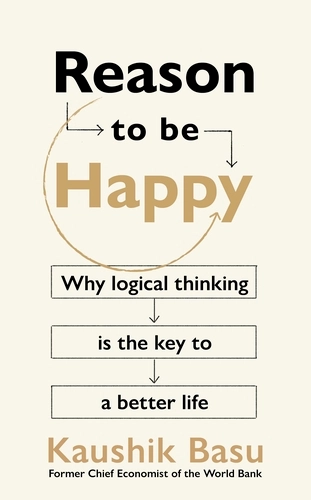 Reason
to be
Happy
Why logical thinking
is the key to
a better life
Kaushik Basu
Former Chief Economist of the World Bank